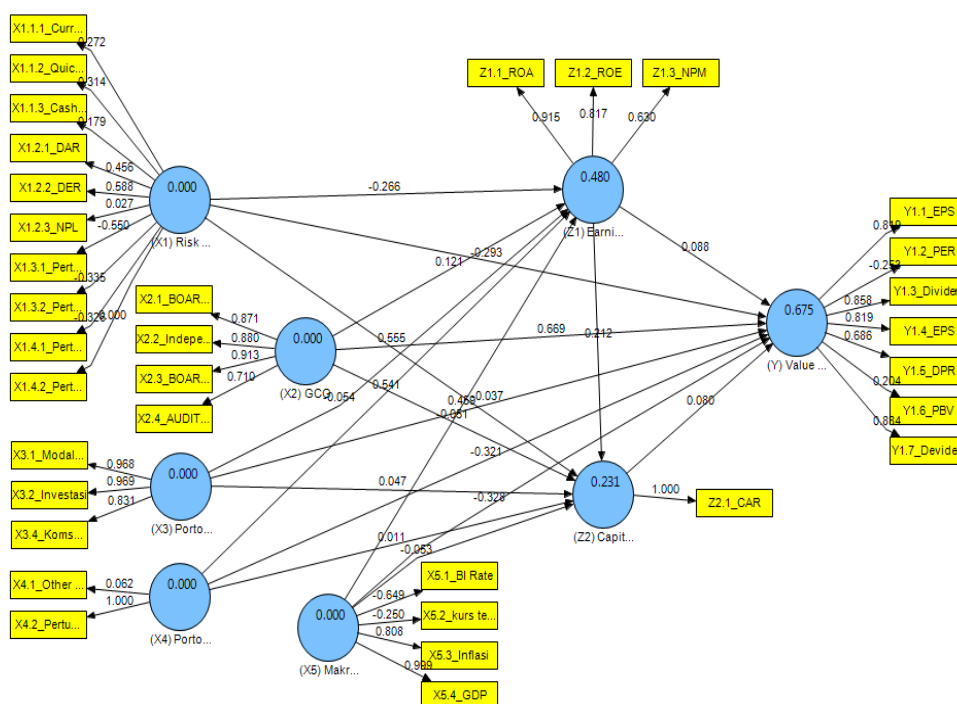 X1.1.1_Curr...
0.272
X1.1.2_Quic...
0.314
X1.1.3_Cash...
0.179
X1.2.1_DAR
0.456
X1.2.2_DER
0.588
X1.2.3_NPL
0.027
X1.3.1_Pert...
-0.550
X1.3.2_Pert...
-0.335
X1.4.1_Pert...
-0.326
X1.4.2_Pert...
0.000
(X1) Risk ...
Z1.1_ROA
Z1.2_ROE
Z1.3_NPM
0.915
0.817
0.630
0.480
(Z1) Earni...
-0.266
-0.293
0.121
0.088
X2.1_BOAR...
0.871
X2.2_Indepe...
0.880
X2.3_BOAR...
0.913
X2.4_AUDIT...
0.710
0.000
(X2) GCG
0.669
0.212
0.555
0.541
-0.054
-0.037
0.080
Y1.1_EPS
Y1.2_PER
-0.253
Y1.3_Dividen
0.858
Y1.4_EPS
0.819
Y1.5_DPR
0.686
Y1.6_PBV
0.204
Y1.7_Devide
0.675
(Y) Value ...
X3.1_Modal...
0.968
X3.2_Investasi
0.969
X3.4_Koms...
0.831
0.000
(X3) Porto...
0.047
-0.321
-0.328
0.231
(Z2) Capit...
1.000
Z2.1_CAR
X4.1_Other ...
0.062
X4.2_Pertu...
1.000
0.000
(X4) Porto...
0.011
-0.053
0.000
(X5) Makr...
X5.1_BI Rate
-0.649
X5.2_kurs te...
-0.250
X5.3_Inflasi
0.808
X5.4_GDP